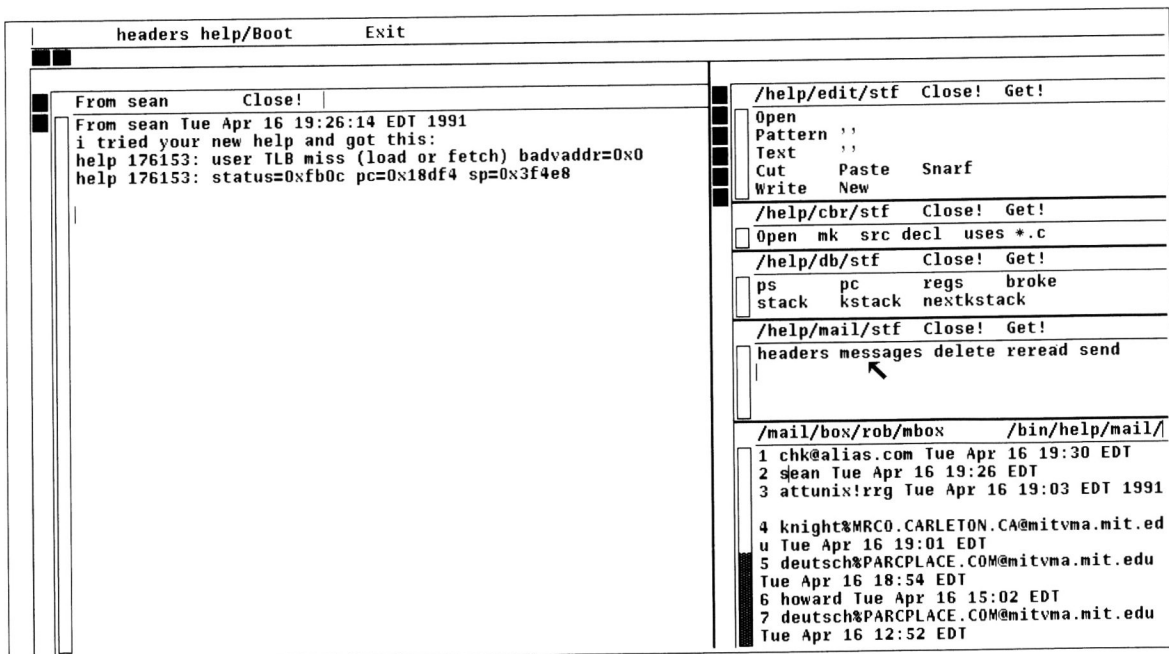 headers help/Boot Exit
From sean Close!
From sean Tue Apr 16 19:26:14 EDT 1991
i tried your new help and got this:
help 176153: user TLB miss (load or fetch) badvaddr=0x0
help 176153: status=0xfb0c pc=0x18df4 sp=0x3f4e8
/help/edit/stf Close! Get!
Open
Pattern ''
Text ''
Cut Paste Snarf
Write New
/help/cbr/stf Close! Get!
Open mk src decl uses *.c
/help/db/stf Close! Get!
ps pc regs broke
stack kstack nextkstack
/help/mail/stf Close! Get!
headers messages delete reread send
/mail/box/rob/mbox /bin/help/mail/
1 chk@alias.com Tue Apr 16 19:30 EDT
2 sean Tue Apr 16 19:26 EDT
3 attunix!rrg Tue Apr 16 19:03 EDT 1991
4 knight%MRCO.CARLETON.CA@mitvma.mit.ed
u Tue Apr 16 19:01 EDT
5 deutsch%PARCPLACE.COM@mitvma.mit.edu
Tue Apr 16 18:54 EDT
6 howard Tue Apr 16 15:02 EDT
7 deutsch%PARCPLACE.COM@mitvma.mit.edu
Tue Apr 16 12:52 EDT